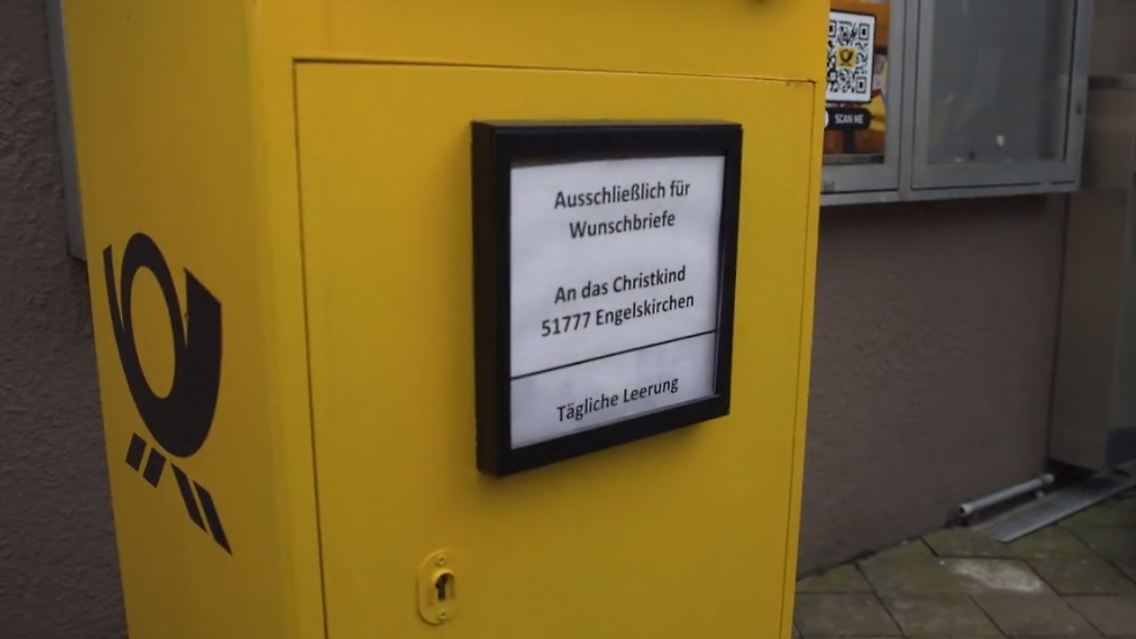 Ausschließlich für
Wunschbriefe
An das Christkind
51777 Engelskirchen
Tägliche Leerung
SCAN ME